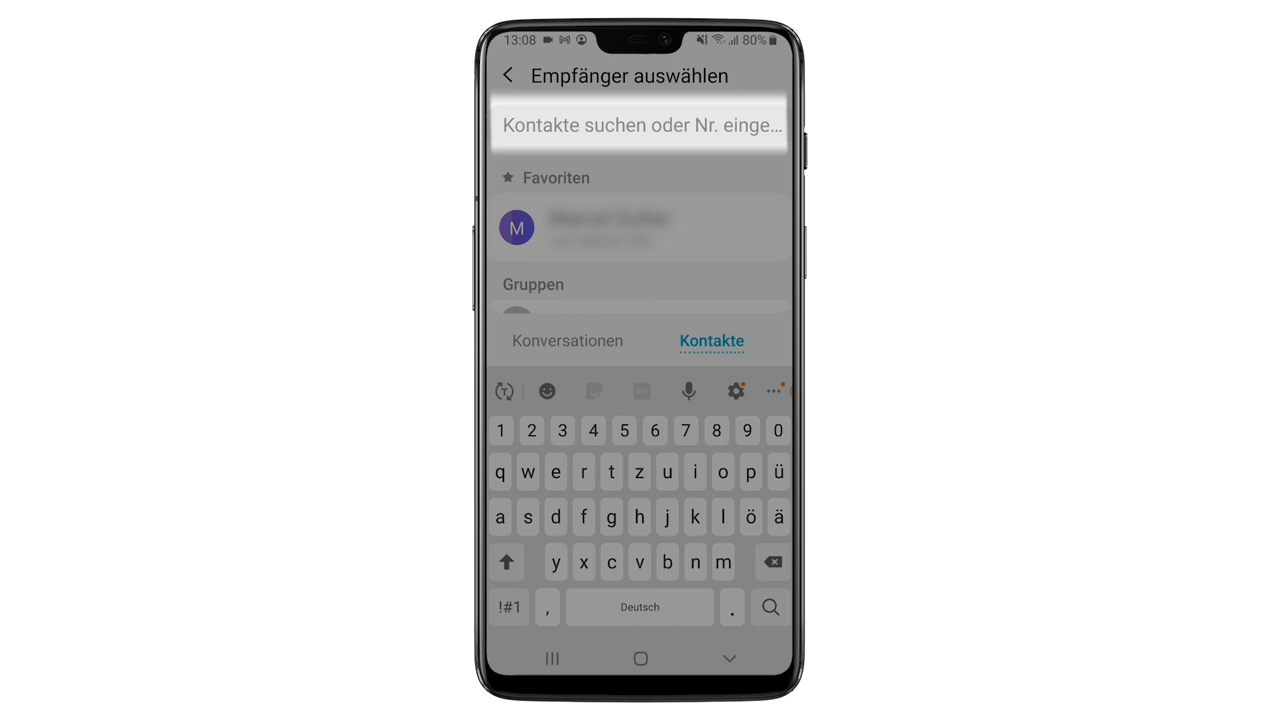 13:08 80%
Empfänger auswählen
Kontakte suchen oder Nr. einge...
Favoriten
M
Gruppen
Konversationen Kontakte
T GIF
1 2 3 4 5 6 7 8 9 0
q w e r t z u i o p ü
a s d f g h j k l ö ä
y x c v b n m
!#1 , Deutsch .